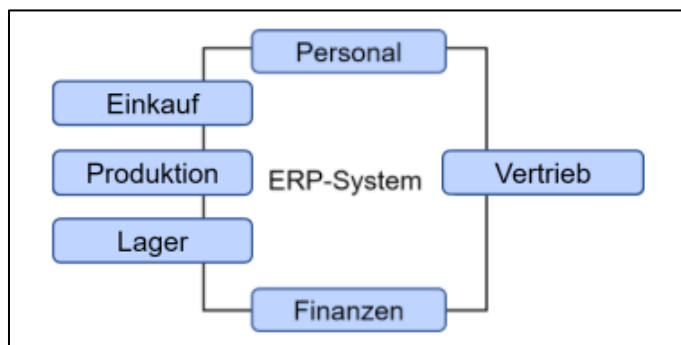 Personal
Einkauf
Produktion
ERP-System
Vertrieb
Lager
Finanzen